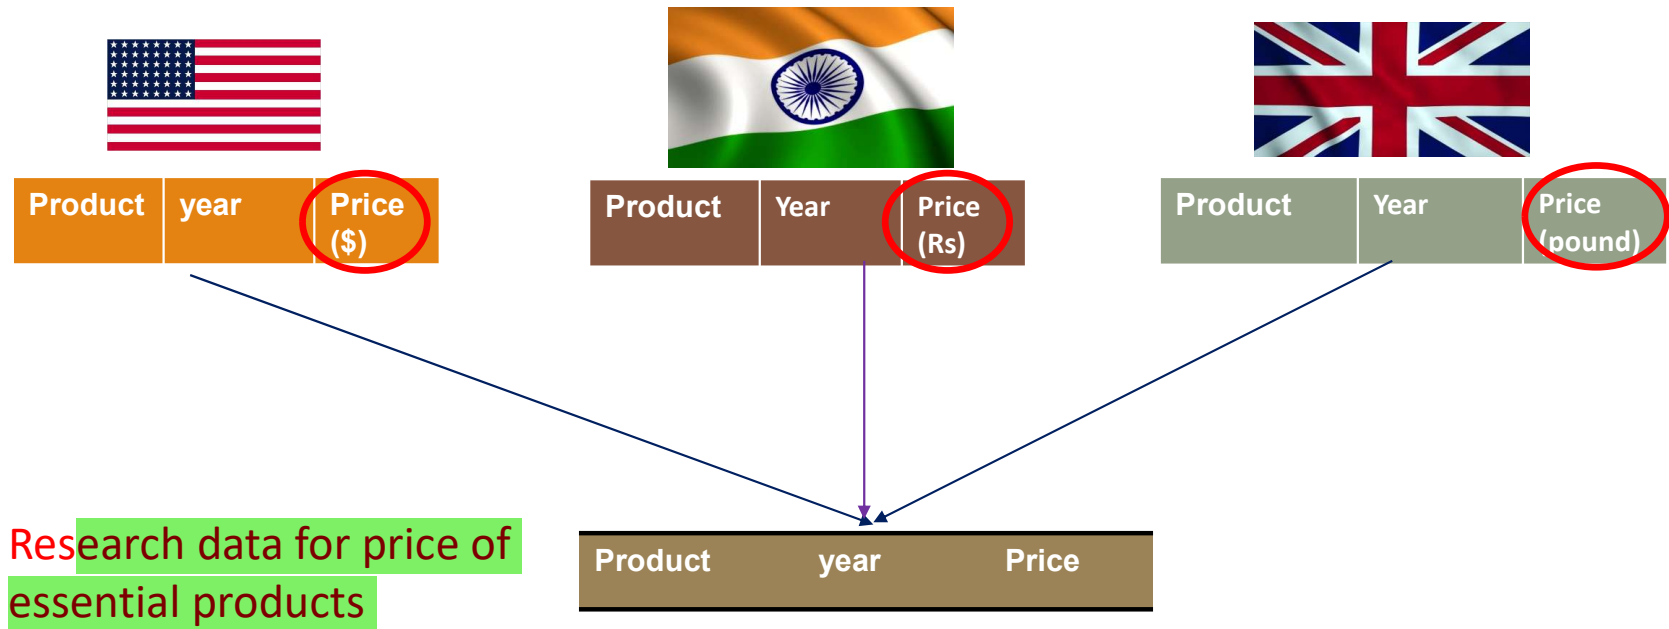 Product year Price
($)
Product Year Price
(Rs)
Product Year Price
(pound)
Research data for price of
essential products
Product year Price